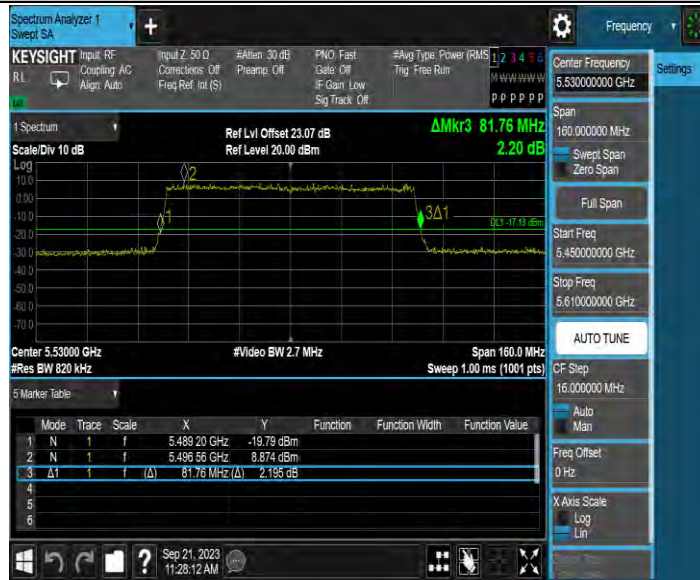 Spectrum Analyzer 1
Swept SA
+
Frequency
KEYSIGHT Input: RF Input Z: 50 Ω #Atten: 30 dB PNO: Fast #Avg Type: Power (RMS 1 2 3 4 5 6
RL Coupling: AC Corrections: Off Preamp: Off Gate: Off Trig: Free Run M W W W W W
Align: Auto Freq Ref: Int (S) IF Gain: Low
Sig Track: Off P P P P P P
1 Spectrum
Ref Lvl Offset 23.07 dB ΔMkr3 81.76 MHz
Scale/Div 10 dB Ref Level 20.00 dBm 2.20 dB
Log
10.0
0.00
-10.0
-20.0
-30.0
-40.0
-50.0
-60.0
-70.0
2
1
3Δ1
DL1 -17.13 dBm
Center 5.53000 GHz #Video BW 2.7 MHz Span 160.0 MHz
#Res BW 820 kHz Sweep 1.00 ms (1001 pts)
5 Marker Table
Mode Trace Scale X Y Function Function Width Function Value
1 N 1 f 5.489 20 GHz -19.79 dBm
2 N 1 f 5.496 56 GHz 8.874 dBm
3 Δ1 1 f (Δ) 81.76 MHz (Δ) 2.195 dB
4
5
6
? Sep 21, 2023
11:28:12 AM
Center Frequency
5.530000000 GHz
Settings
Span
160.000000 MHz
Swept Span
Zero Span
Full Span
Start Freq
5.450000000 GHz
Stop Freq
5.610000000 GHz
AUTO TUNE
CF Step
16.000000 MHz
Auto
Man
Freq Offset
0 Hz
X Axis Scale
Log
Lin